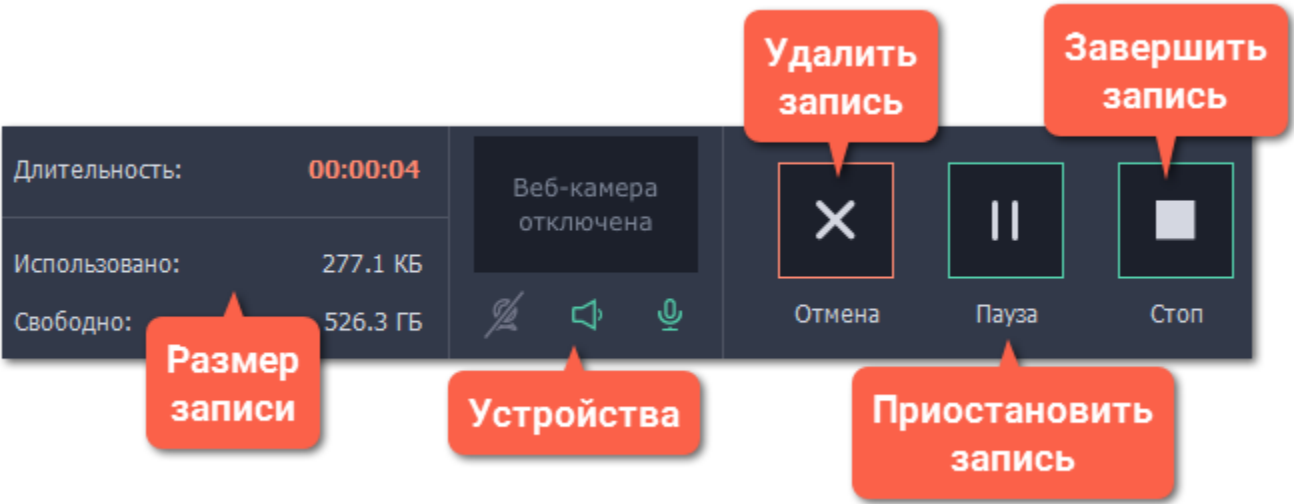 Удалить
запись
Завершить
запись
Длительность: 00:00:04
Веб-камера
отключена
Использовано: 277.1 КБ
Свободно: 526.3 ГБ
Отмена
Пауза
Стоп
Размер
записи
Устройства
Приостановить
запись